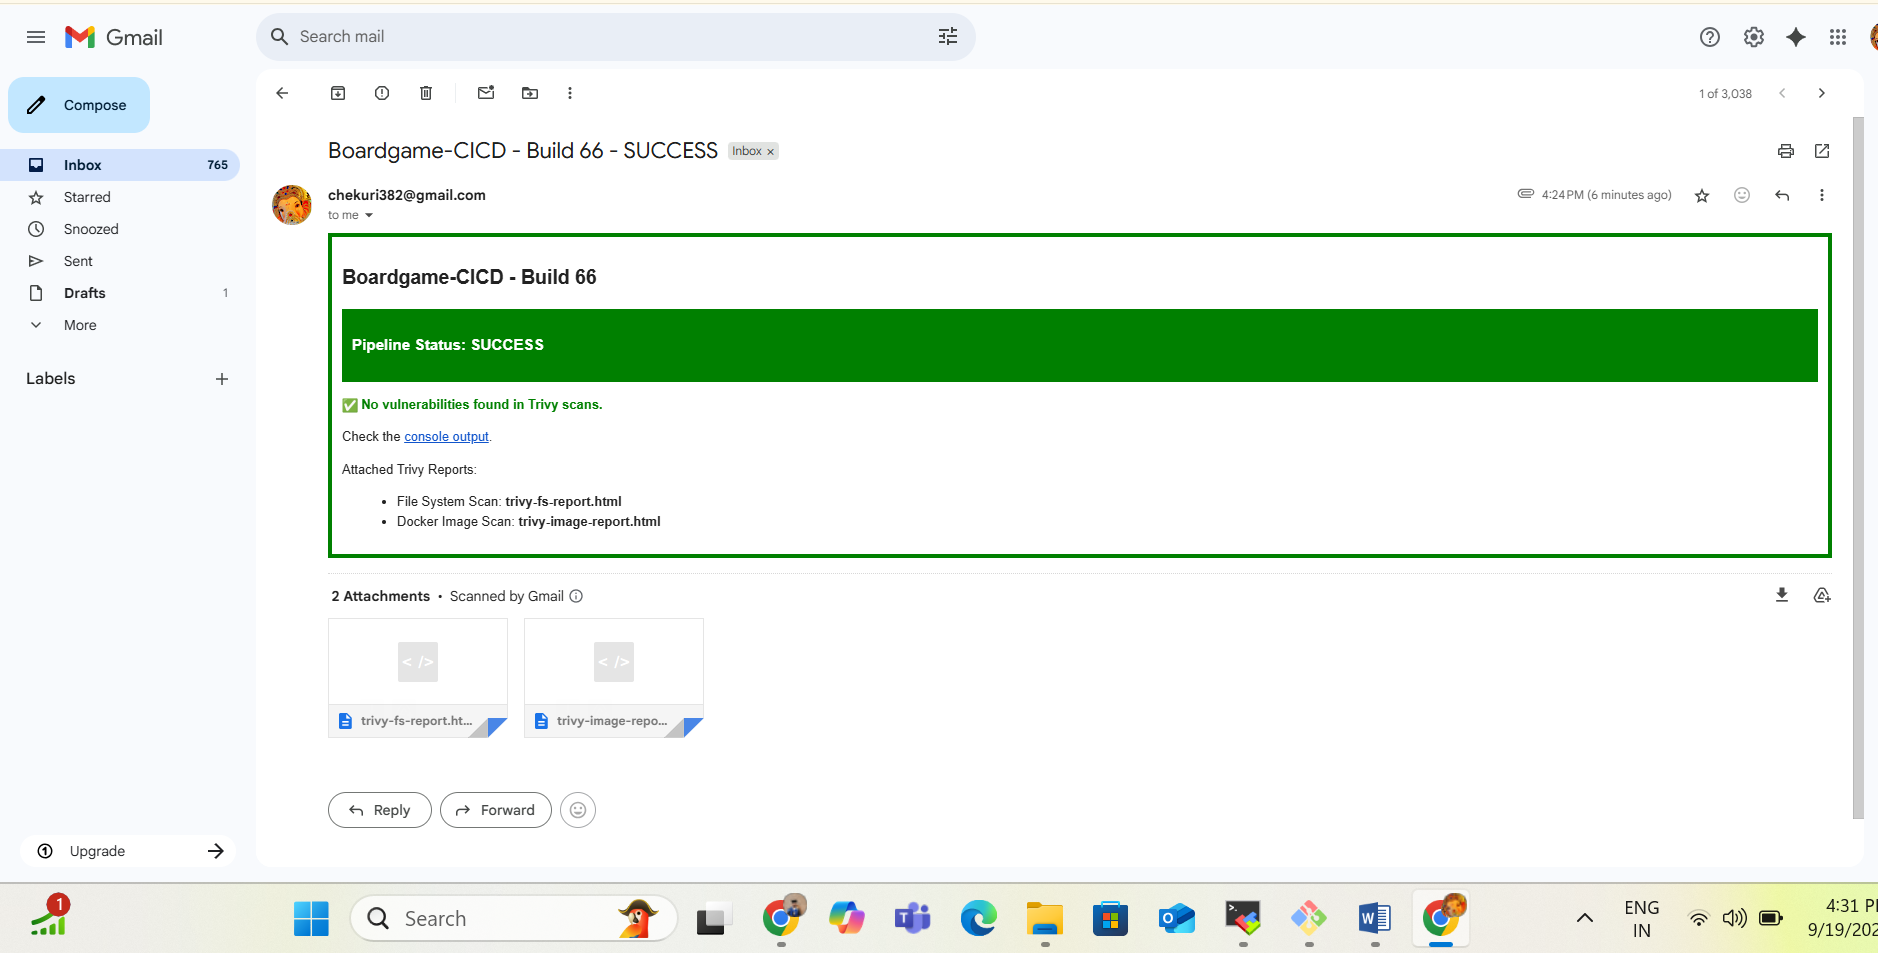 Gmail
Search mail
Compose
1 of 3,038
Inbox 765
Starred
Snoozed
Sent
Drafts 1
More
Labels
Upgrade
Boardgame-CICD - Build 66 - SUCCESS Inbox ×
chekuri382@gmail.com 4:24 PM (6 minutes ago)
to me
Boardgame-CICD - Build 66
Pipeline Status: SUCCESS
✅ No vulnerabilities found in Trivy scans.
Check the console output.
Attached Trivy Reports:
• File System Scan: trivy-fs-report.html
• Docker Image Scan: trivy-image-report.html
2 Attachments • Scanned by Gmail
< /> < />
trivy-fs-report.ht... trivy-image-repo...
Reply Forward
1
Search
ENG
IN
4:31 P
9/19/202